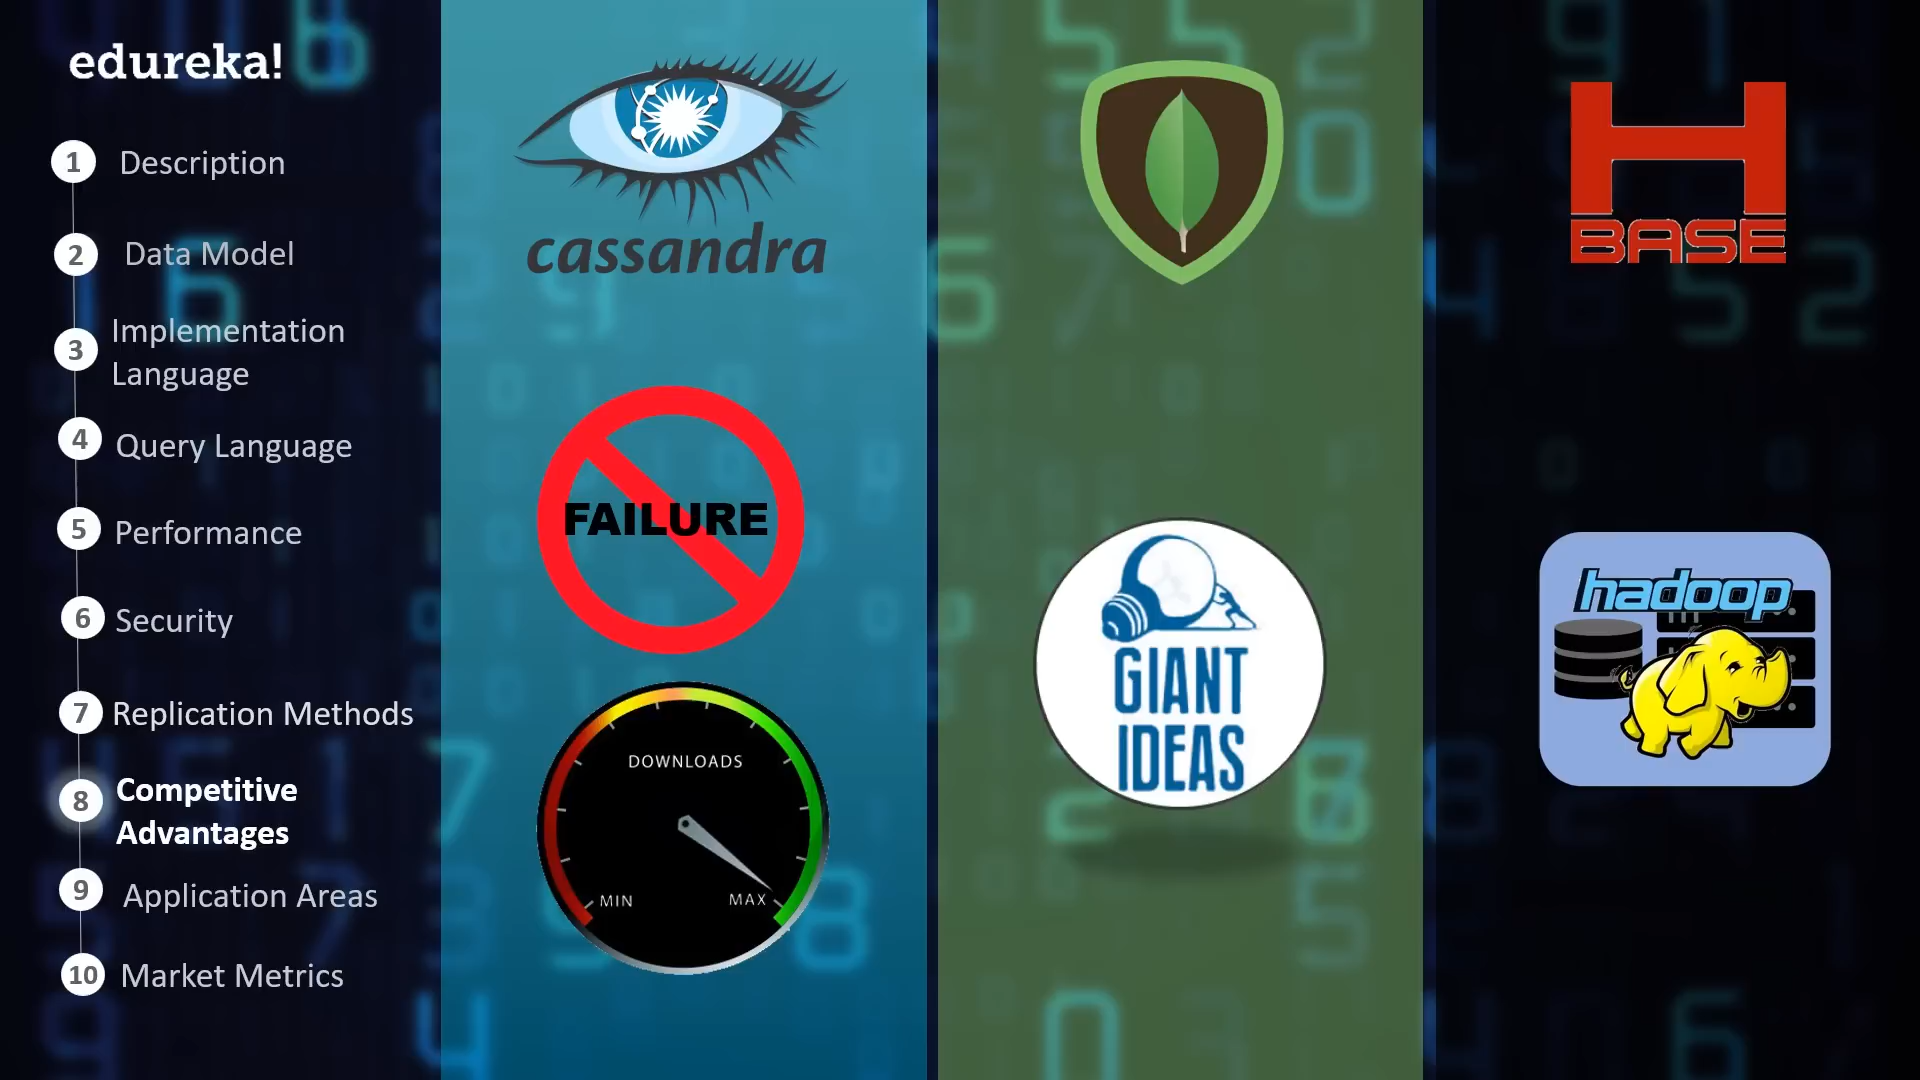 edureka!
1 Description
2 Data Model
3 Implementation
Language
4 Query Language
5 Performance
6 Security
7 Replication Methods
8 Competitive
Advantages
9 Application Areas
10 Market Metrics
cassandra
FAILURE
DOWNLOADS
MIN MAX
GIANT
IDEAS
H
BASE
hadoop